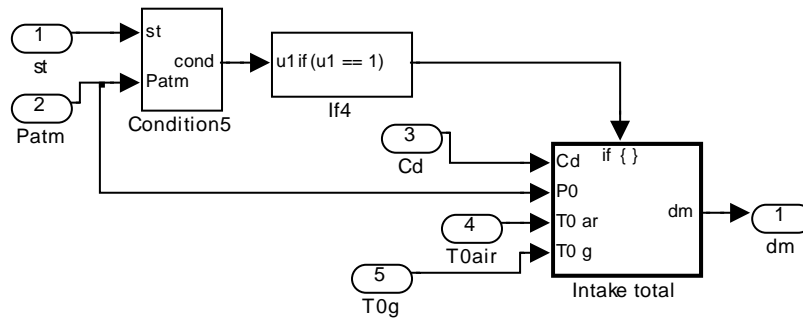 1
st
st
cond
Patm
Condition5
u1 if(u1 == 1)
If4
2
Patm
3
Cd
if { }
Cd
P0
T0 ar
T0 g
dm
Intake total
4
T0air
5
T0g
1
dm